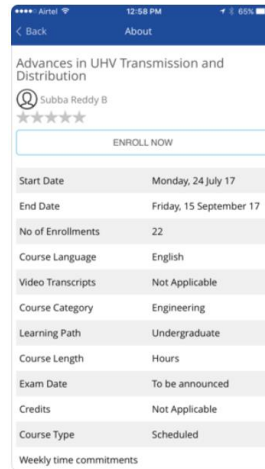 Airtel 12:58 PM 65%
Back About
Advances in UHV Transmission and
Distribution
Subba Reddy B
ENROLL NOW
Start Date Monday, 24 July 17
End Date Friday, 15 September 17
No of Enrollments 22
Course Language English
Video Transcripts Not Applicable
Course Category Engineering
Learning Path Undergraduate
Course Length Hours
Exam Date To be announced
Credits Not Applicable
Course Type Scheduled
Weekly time commitments